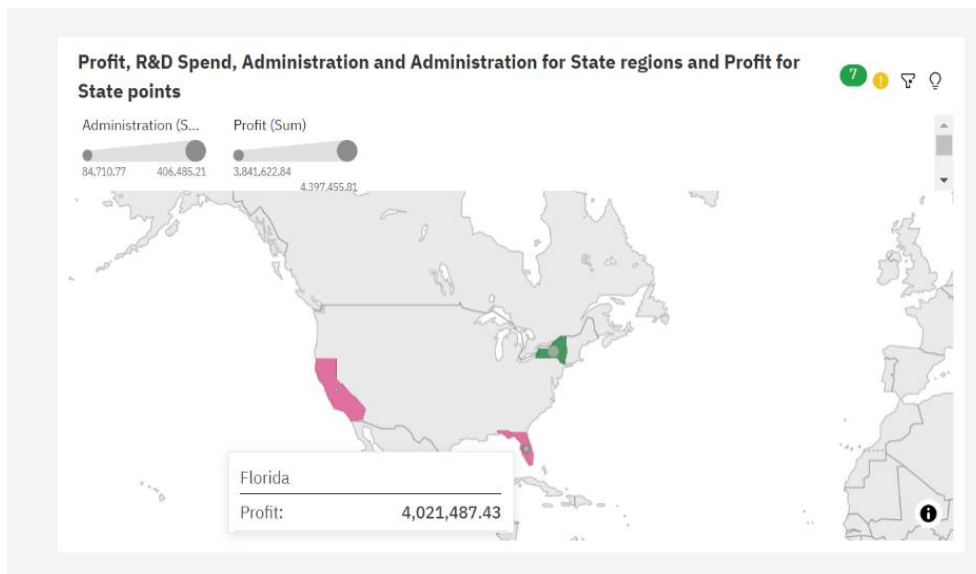 Profit, R&D Spend, Administration and Administration for State regions and Profit for
State points
7
Administration (S...
Profit (Sum)
84,710.77
406,485.21
3,841,622.84
4,397,455.81
Florida
Profit:
4,021,487.43